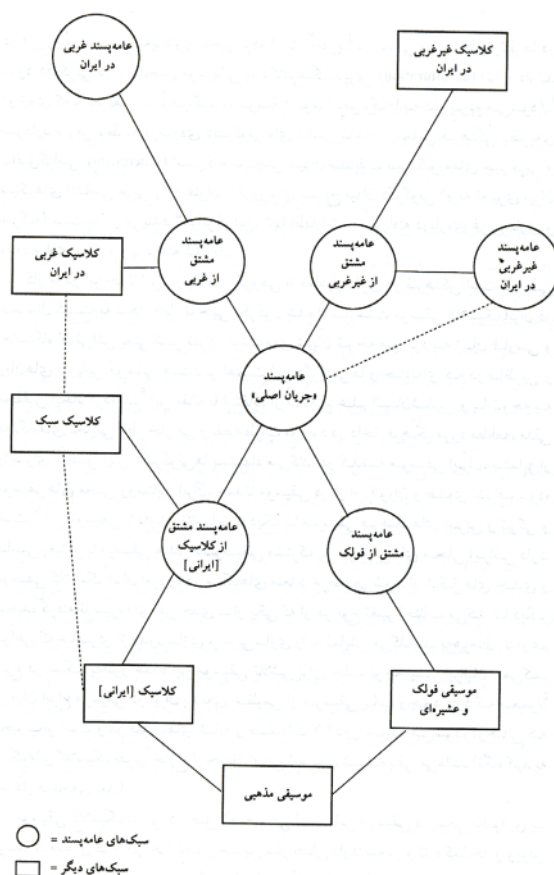 عامه‌پسند غربی
در ایران
کلاسیک غیرغربی
در ایران
عامه‌پسند
مشتق
از غربی
عامه‌پسند
مشتق
از غیرغربی
کلاسیک غربی
در ایران
عامه‌پسند
غیرغربی
در ایران
عامه‌پسند
«جریان اصلی»
کلاسیک سبک
عامه‌پسند مشتق
از کلاسیک
[ایرانی]
عامه‌پسند
مشتق از فولک
کلاسیک [ایرانی]
موسیقی فولک
و عشیره‌ای
موسیقی مذهبی
سبک‌های عامه‌پسند =
سبک‌های دیگر =